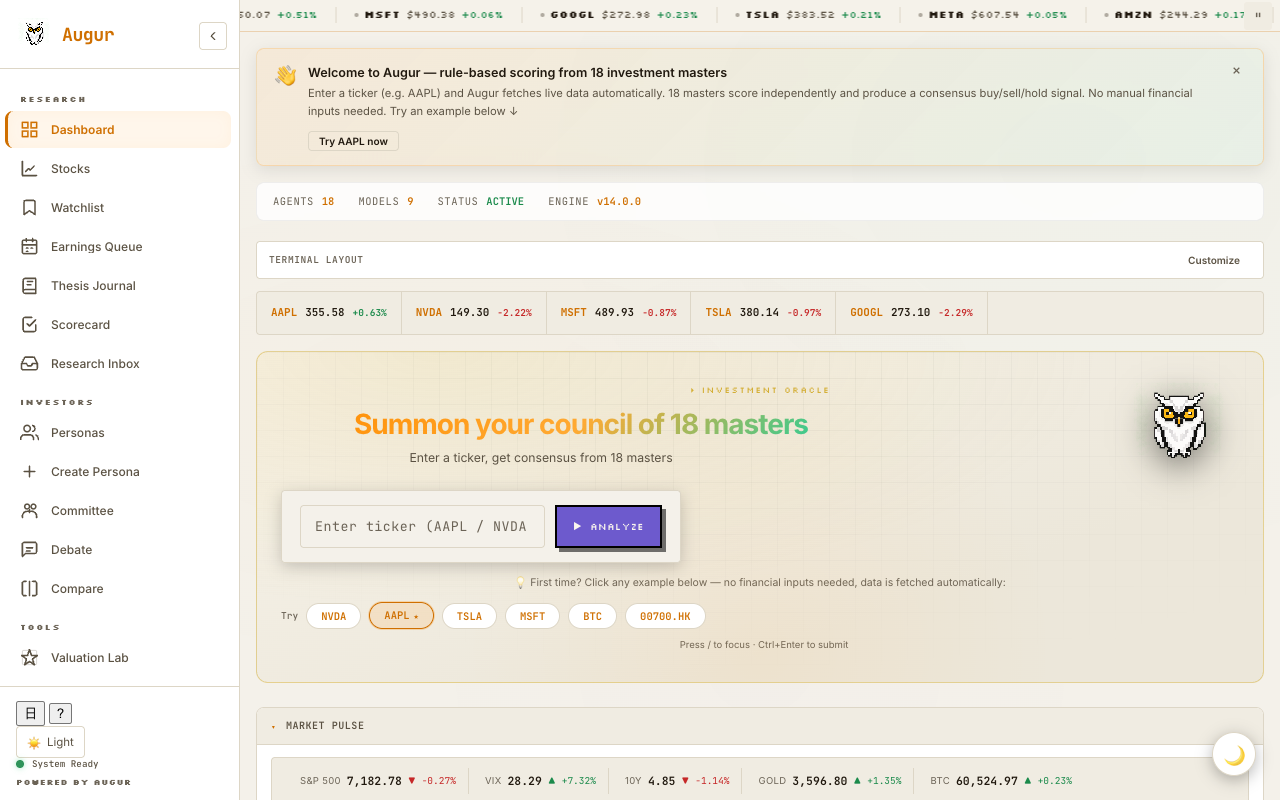 Augur
RESEARCH
Dashboard
Stocks
Watchlist
Earnings Queue
Thesis Journal
Scorecard
Research Inbox
INVESTORS
Personas
Create Persona
Committee
Debate
Compare
TOOLS
Valuation Lab
日 ?
Light
System Ready
POWERED BY AUGUR
+0.51% MSFT $490.38 +0.06% GOOGL $272.98 +0.23% TSLA $383.52 +0.21% META $607.54 +0.05% AMZN $244.29
Welcome to Augur — rule-based scoring from 18 investment masters
Enter a ticker (e.g. AAPL) and Augur fetches live data automatically. 18 masters score independently and produce a consensus buy/sell/hold signal. No manual financial
inputs needed. Try an example below ↓
Try AAPL now
AGENTS 18 MODELS 9 STATUS ACTIVE ENGINE v14.0.0
TERMINAL LAYOUT Customize
AAPL 355.58 +0.63% NVDA 149.30 -2.22% MSFT 489.93 -0.87% TSLA 380.14 -0.97% GOOGL 273.10 -2.29%
INVESTMENT ORACLE
Summon your council of 18 masters
Enter a ticker, get consensus from 18 masters
Enter ticker (AAPL / NVDA
▶ ANALYZE
First time? Click any example below — no financial inputs needed, data is fetched automatically:
Try NVDA AAPL TSLA MSFT BTC 00700.HK
Press / to focus · Ctrl+Enter to submit
MARKET PULSE
S&P 500 7,182.78 ▼ -0.27% VIX 28.29 ▲ +7.32% 10Y 4.85 ▼ -1.14% GOLD 3,596.80 ▲ +1.35% BTC 60,524.97 ▲ +0.23%